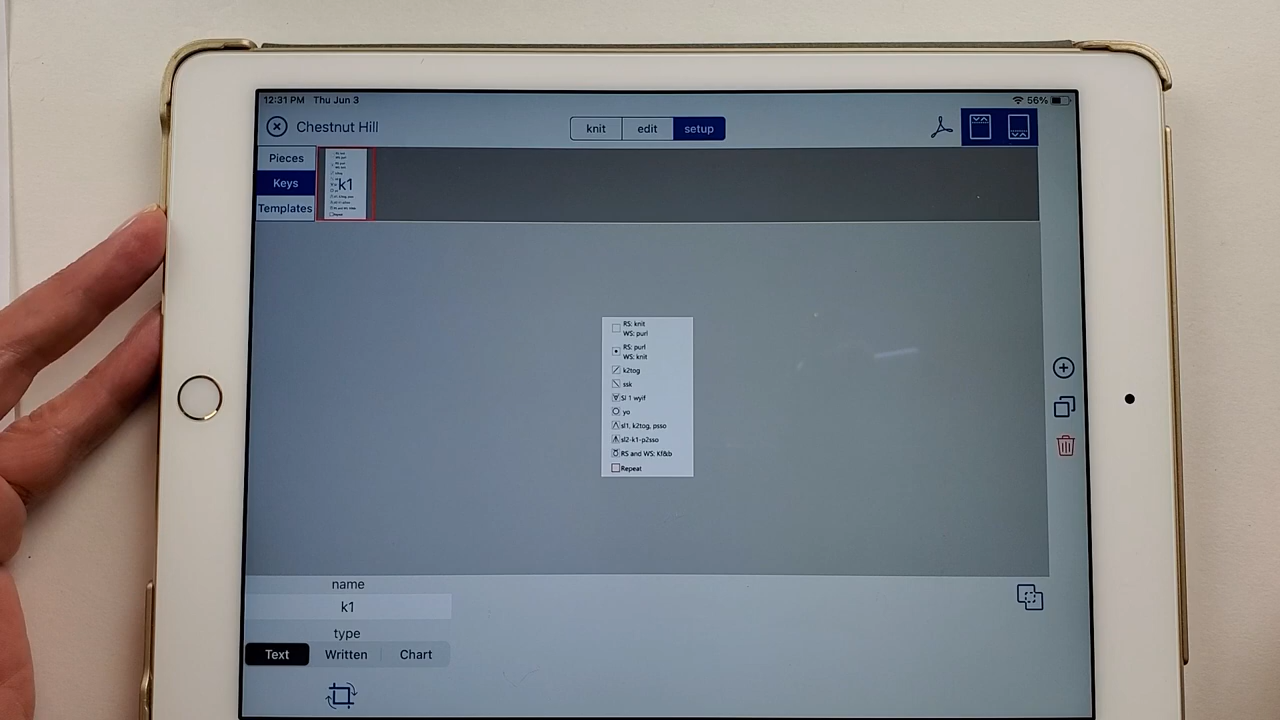 12:31 PM Thu Jun 3 56%
Chestnut Hill
knit edit setup
Pieces
Keys
Templates
k1
RS: knit
WS: purl
RS: purl
WS: knit
k2tog
ssk
Sl 1 wyif
yo
sl1, k2tog, psso
sl2-k1-p2sso
RS and WS: Kf&b
Repeat
name
k1
type
Text Written Chart